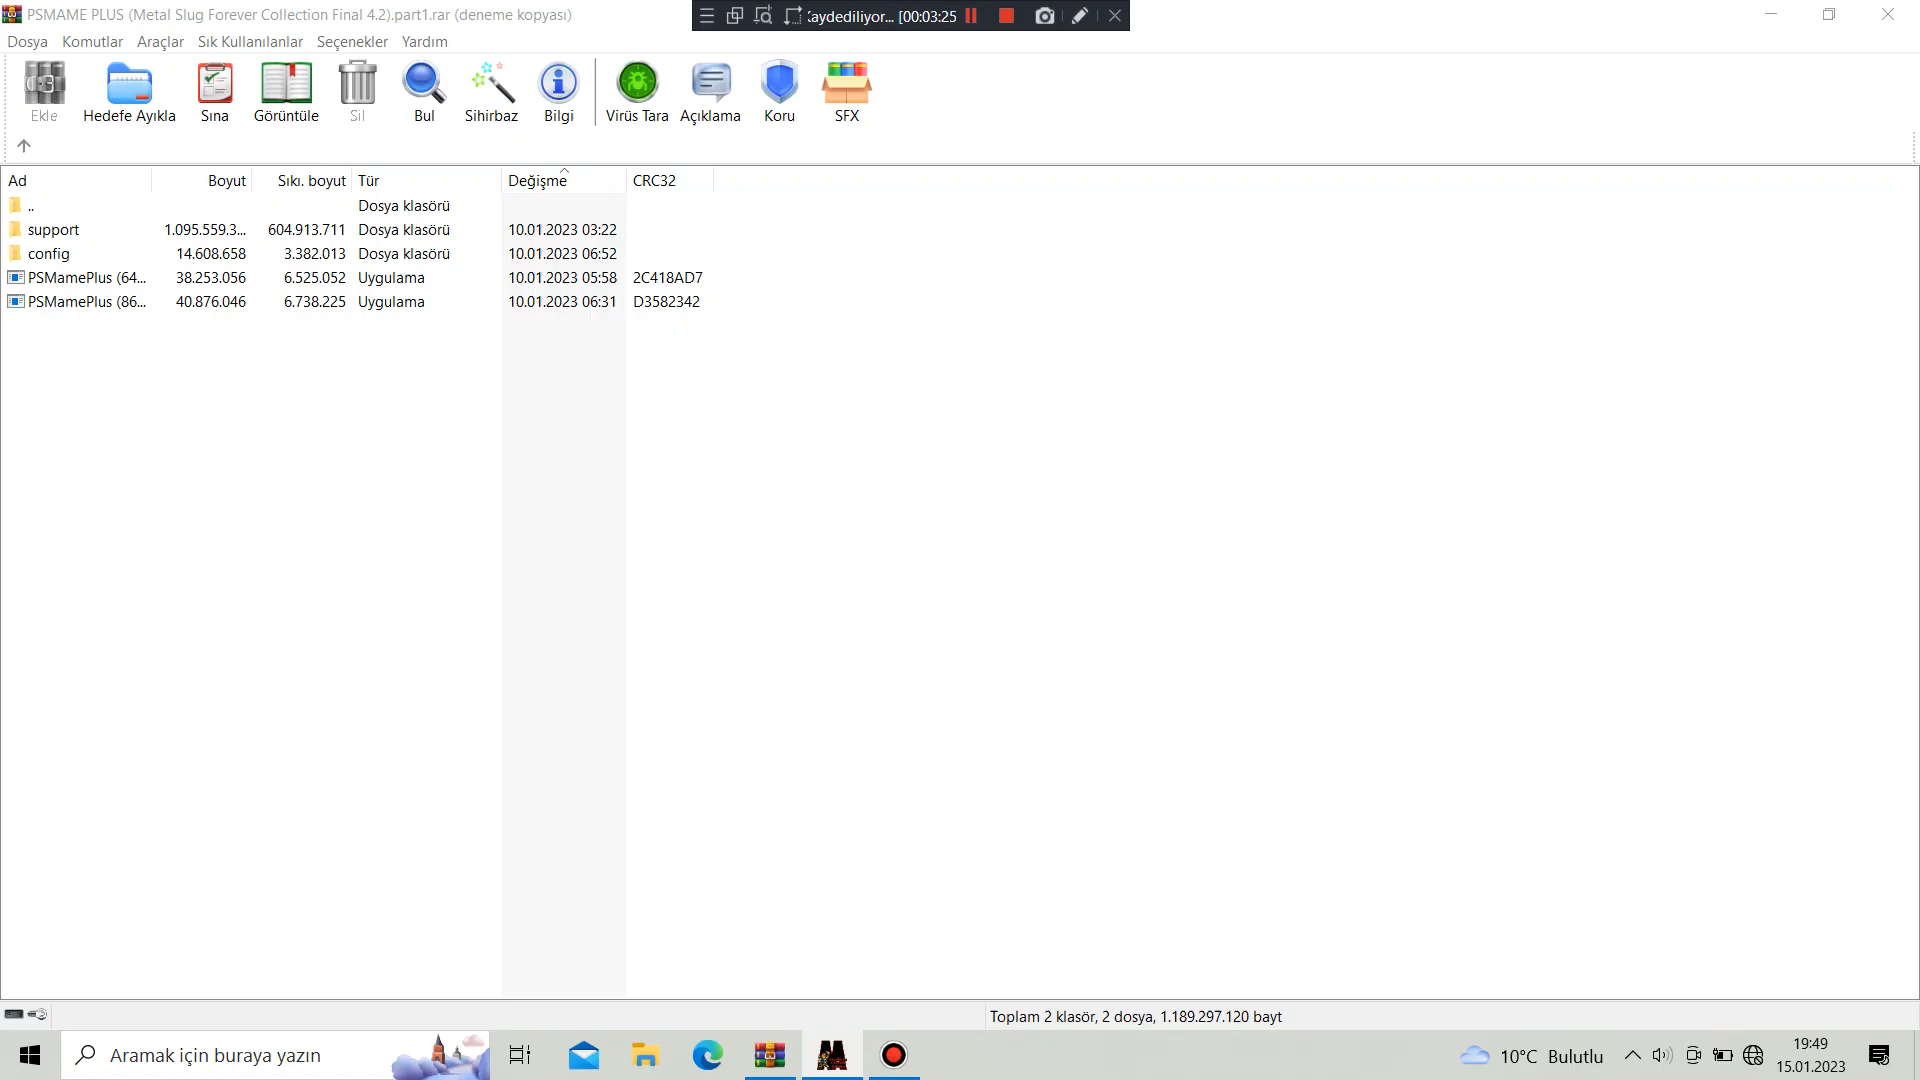 PSMAME PLUS (Metal Slug Forever Collection Final 4.2).part1.rar (deneme kopyası)
aydediliyor... [00:03:25
Dosya Komutlar Araçlar Sık Kullanılanlar Seçenekler Yardım
Ekle Hedefe Ayıkla Sına Görüntüle Sil Bul Sihirbaz Bilgi Virüs Tara Açıklama Koru SFX
Ad Boyut Sıkı. boyut Tür Değişme CRC32
.. Dosya klasörü
support 1.095.559.3... 604.913.711 Dosya klasörü 10.01.2023 03:22
config 14.608.658 3.382.013 Dosya klasörü 10.01.2023 06:52
PSMamePlus (64... 38.253.056 6.525.052 Uygulama 10.01.2023 05:58 2C418AD7
PSMamePlus (86... 40.876.046 6.738.225 Uygulama 10.01.2023 06:31 D3582342
Toplam 2 klasör, 2 dosya, 1.189.297.120 bayt
Aramak için buraya yazın
10°C Bulutlu
19:49
15.01.2023